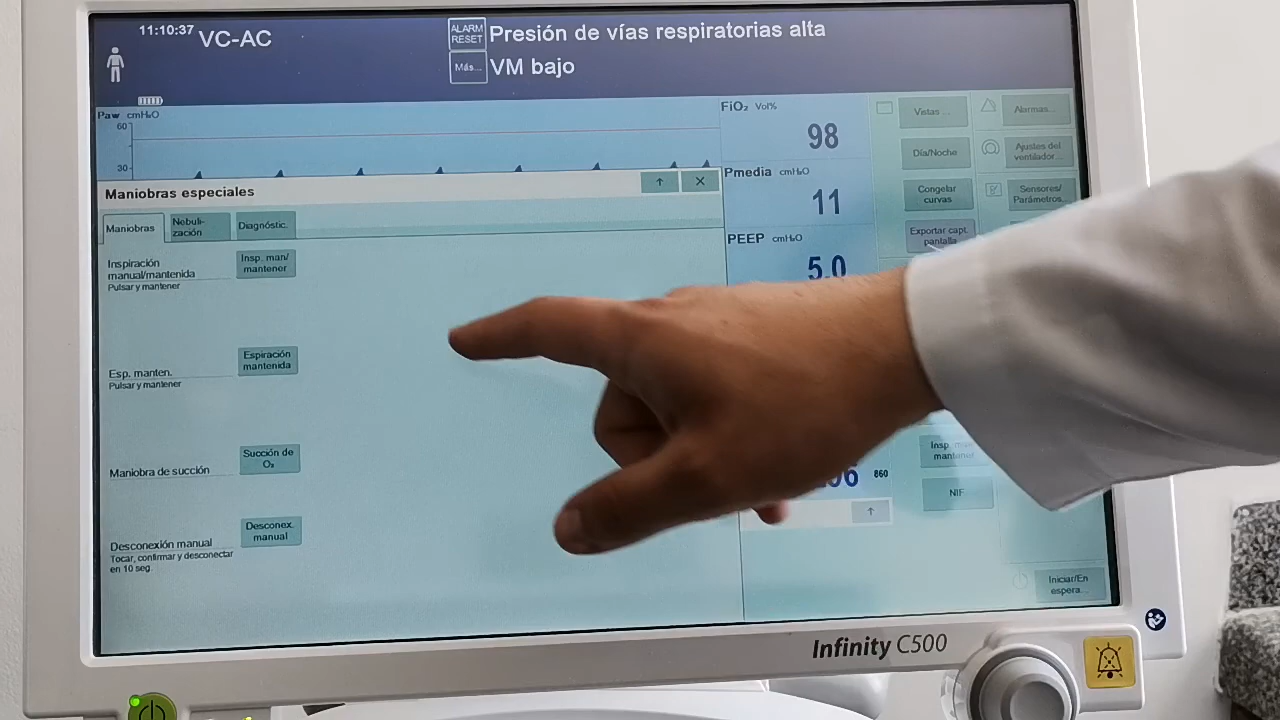 11:10:37
VC-AC
ALARM
RESET
Presión de vías respiratorias alta
Más...
VM bajo
Paw cmH₂O
60
30
FiO₂ Vol%
98
Pmedia cmH₂O
11
PEEP cmH₂O
5.0
860
Vistas...
Alarmas...
Día/Noche
Ajustes del
ventilador...
Congelar
curvas
Sensores/
Parámetros...
Exportar capt.
pantalla
Insp. man/
mantener
NIF
Iniciar/En
espera...
Maniobras especiales
Maniobras
Nebuli-
zación
Diagnóstic.
Inspiración
manual/mantenida
Pulsar y mantener
Insp. man/
mantener
Esp. manten.
Pulsar y mantener
Espiración
mantenida
Maniobra de succión
Succión de
O₂
Desconexión manual
Tocar, confirmar y desconectar
en 10 seg.
Desconex.
manual
Infinity C500